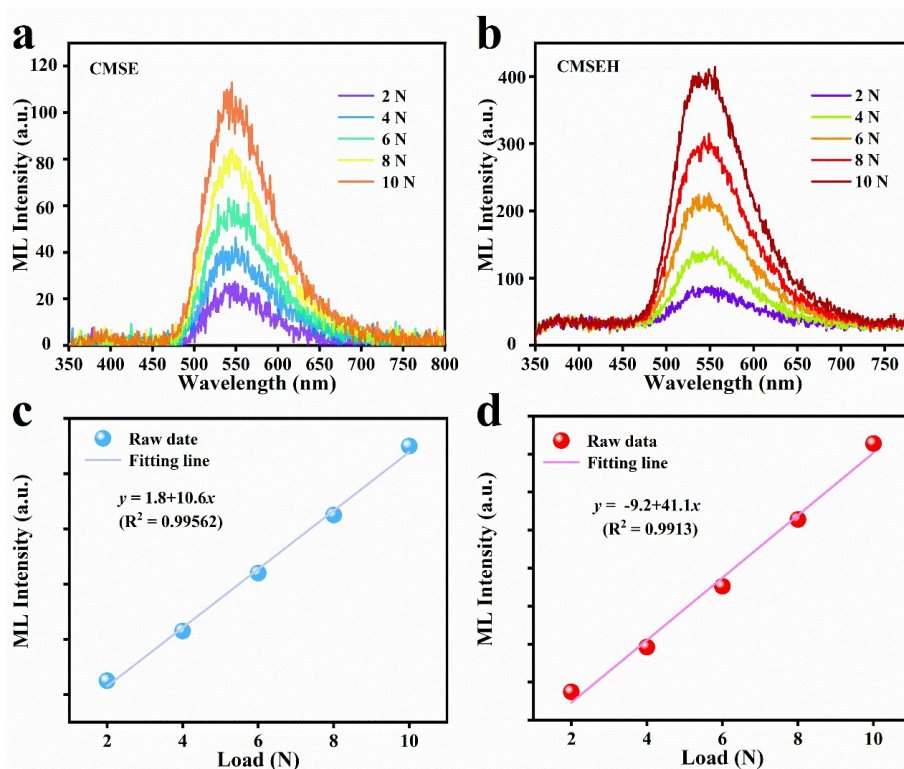 a
CMSE
2 N
4 N
6 N
8 N
10 N
120
100
80
60
40
20
0
ML Intensity (a.u.)
350 400 450 500 550 600 650 700 750 800
Wavelength (nm)
b
CMSEH
2 N
4 N
6 N
8 N
10 N
400
300
200
100
0
ML Intensity (a.u.)
350 400 450 500 550 600 650 700 750
Wavelength (nm)
c
Raw date
Fitting line
y = 1.8+10.6x
(R² = 0.99562)
ML Intensity (a.u.)
2 4 6 8 10
Load (N)
d
Raw data
Fitting line
y = -9.2+41.1x
(R² = 0.9913)
ML Intensity (a.u.)
2 4 6 8 10
Load (N)